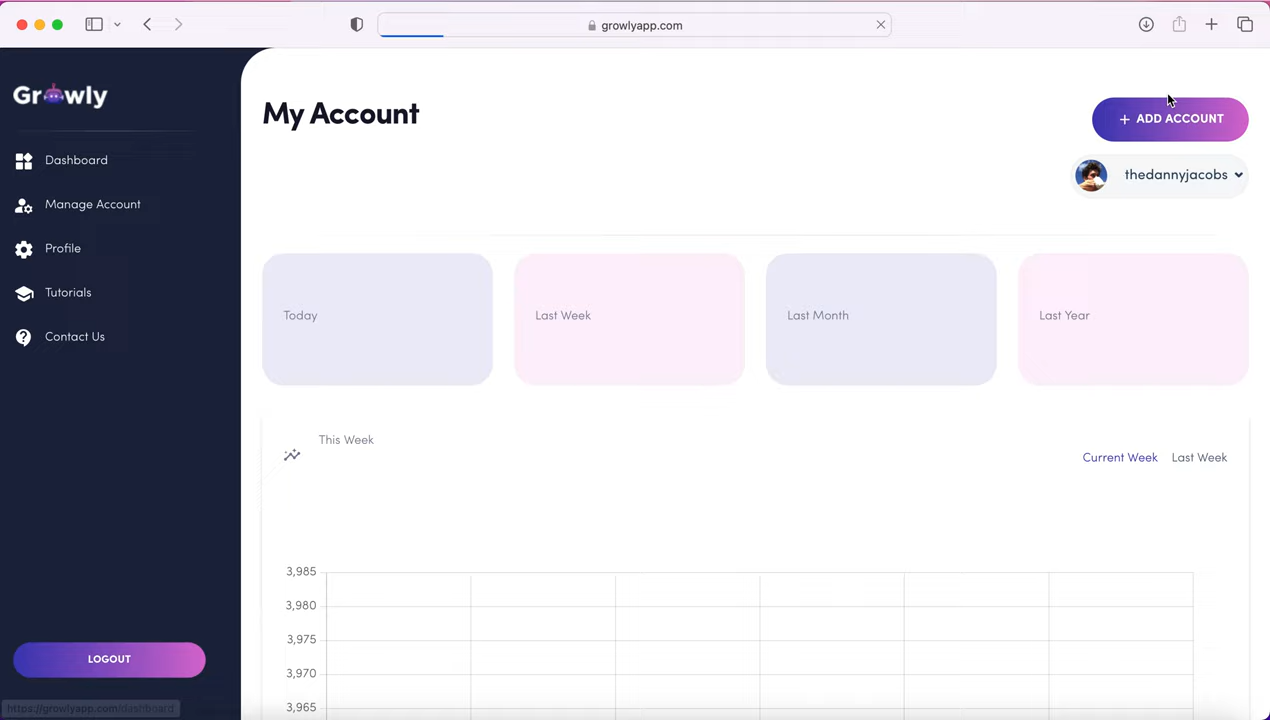 growlyapp.com
Growly
Dashboard
Manage Account
Profile
Tutorials
Contact Us
LOGOUT
https://growlyapp.com/dashboard
My Account
+ ADD ACCOUNT
thedannyjacobs
Today
Last Week
Last Month
Last Year
This Week
Current Week Last Week
3,985
3,980
3,975
3,970
3,965